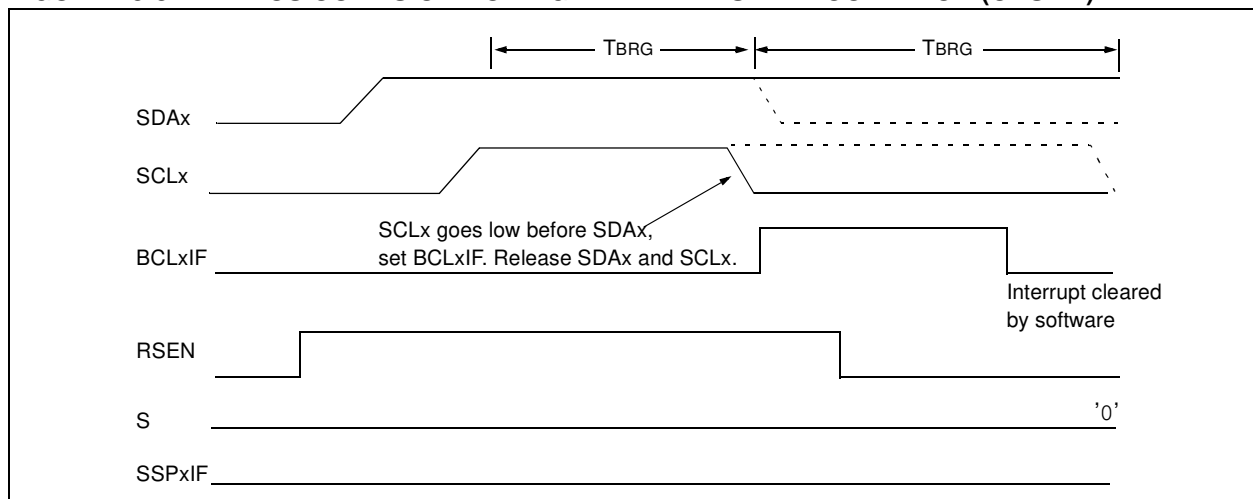 TBRG TBRG
SDAx
SCLx
SCLx goes low before SDAx,
set BCLxIF. Release SDAx and SCLx.
BCLxIF
Interrupt cleared
by software
RSEN
S
'0'
SSPxIF